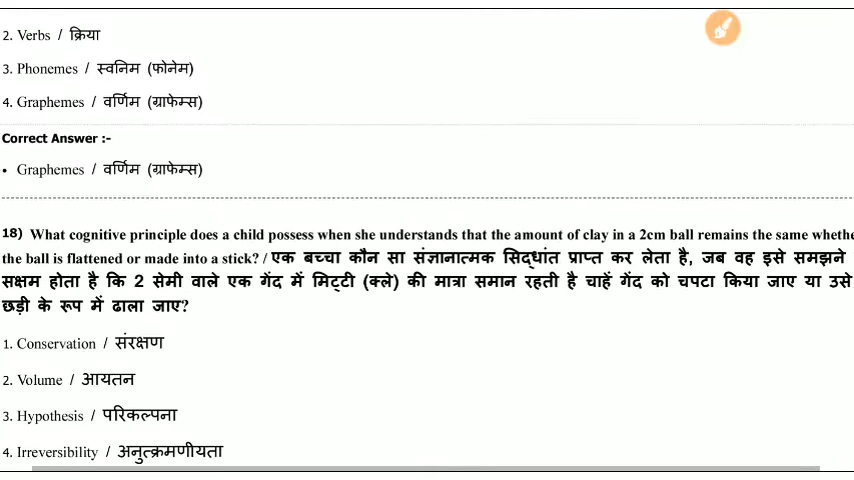 2. Verbs / क्रिया
3. Phonemes / स्वनिम (फोनेम)
4. Graphemes / वर्णिम (ग्राफेम्स)
Correct Answer :-
• Graphemes / वर्णिम (ग्राफेम्स)
18) What cognitive principle does a child possess when she understands that the amount of clay in a 2cm ball remains the same whethe
the ball is flattened or made into a stick? / एक बच्चा कौन सा संज्ञानात्मक सिद्धांत प्राप्त कर लेता है, जब वह इसे समझने
सक्षम होता है कि 2 सेमी वाले एक गेंद में मिट्टी (क्ले) की मात्रा समान रहती है चाहें गेंद को चपटा किया जाए या उसे
छड़ी के रूप में ढाला जाए?
1. Conservation / संरक्षण
2. Volume / आयतन
3. Hypothesis / परिकल्पना
4. Irreversibility / अनुत्क्रमणीयता